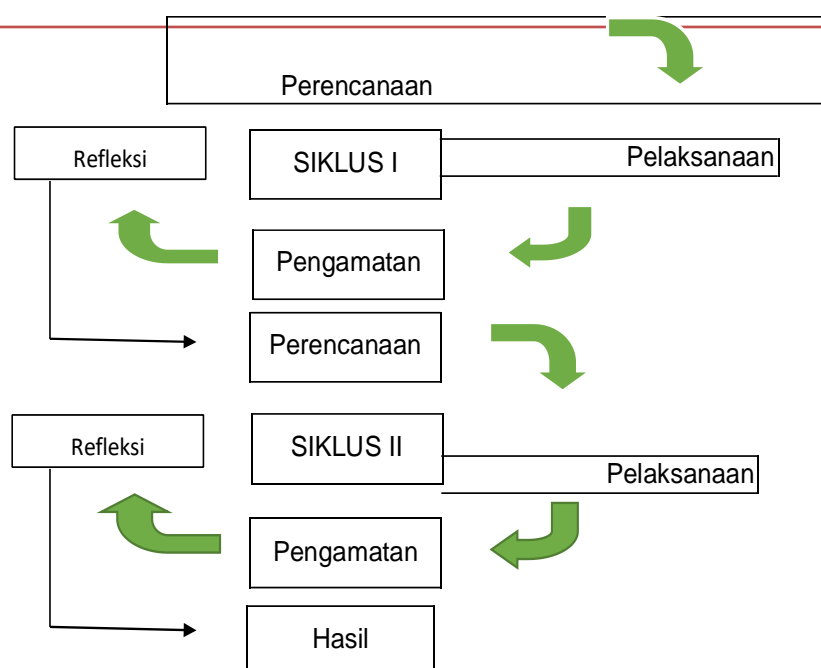 Perencanaan
Refleksi
SIKLUS I
Pelaksanaan
Pengamatan
Perencanaan
Refleksi
SIKLUS II
Pelaksanaan
Pengamatan
Hasil